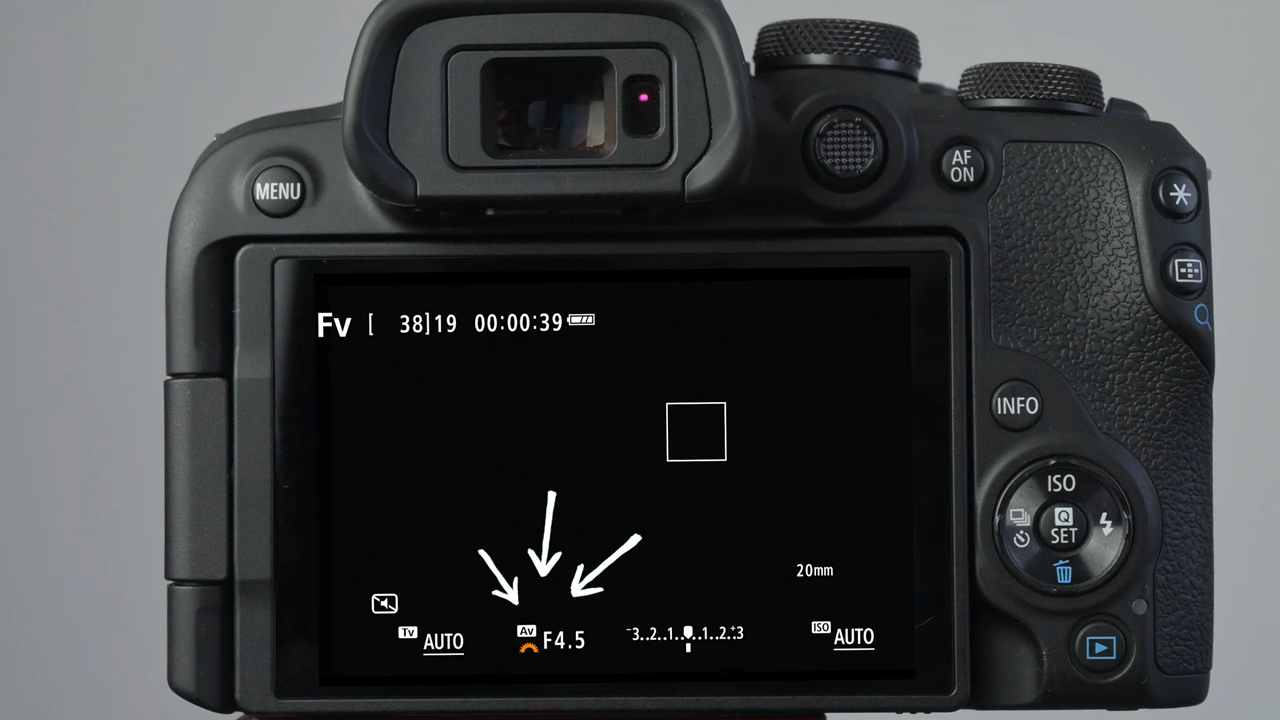 AF
ON
MENU
Fv [ 38]19 00:00:39
INFO
ISO
Q
SET
20mm
Tv AUTO
Av F4.5
⁻3..2..1..0..1..2.⁺3
ISO AUTO